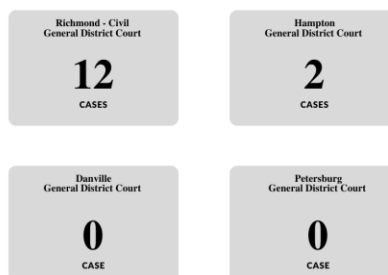 Richmond - Civil
General District Court
12
CASES
Hampton
General District Court
2
CASES
Danville
General District Court
0
CASE
Petersburg
General District Court
0
CASE